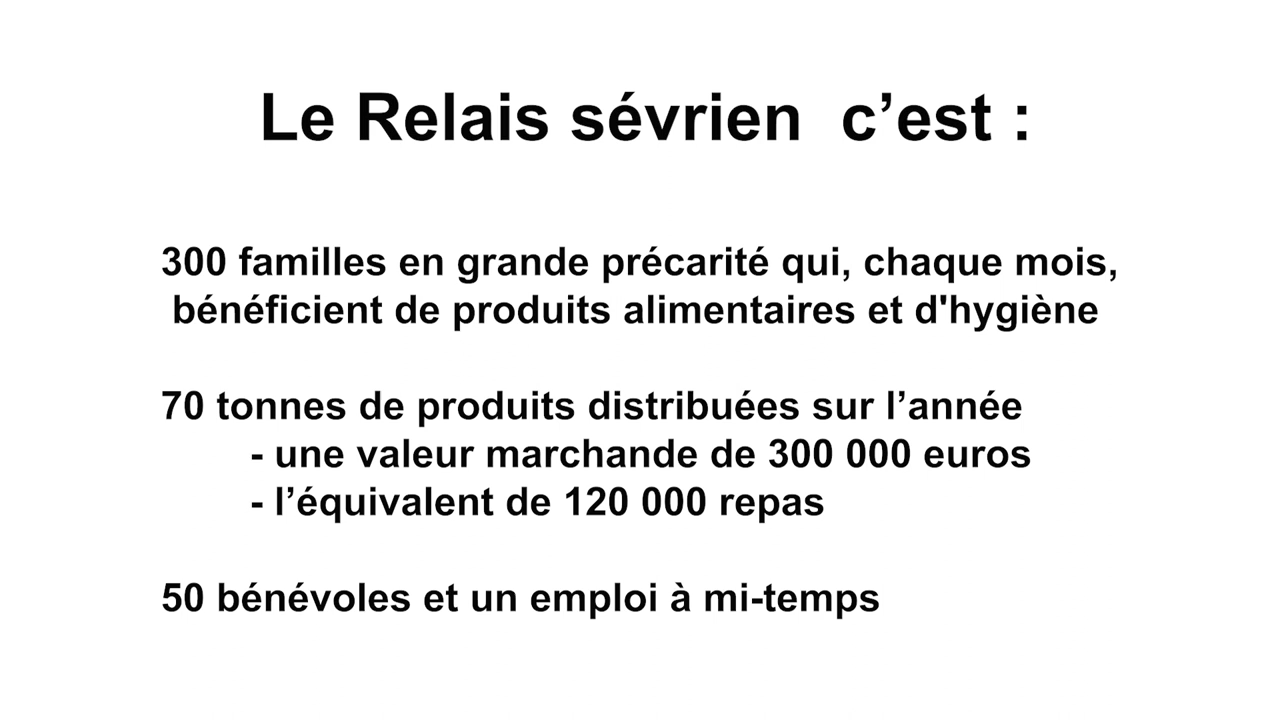 Le Relais sévrien  c’est :
300 familles en grande précarité qui, chaque mois,
bénéficient de produits alimentaires et d'hygiène
70 tonnes de produits distribuées sur l’année
- une valeur marchande de 300 000 euros
- l’équivalent de 120 000 repas
50 bénévoles et un emploi à mi-temps